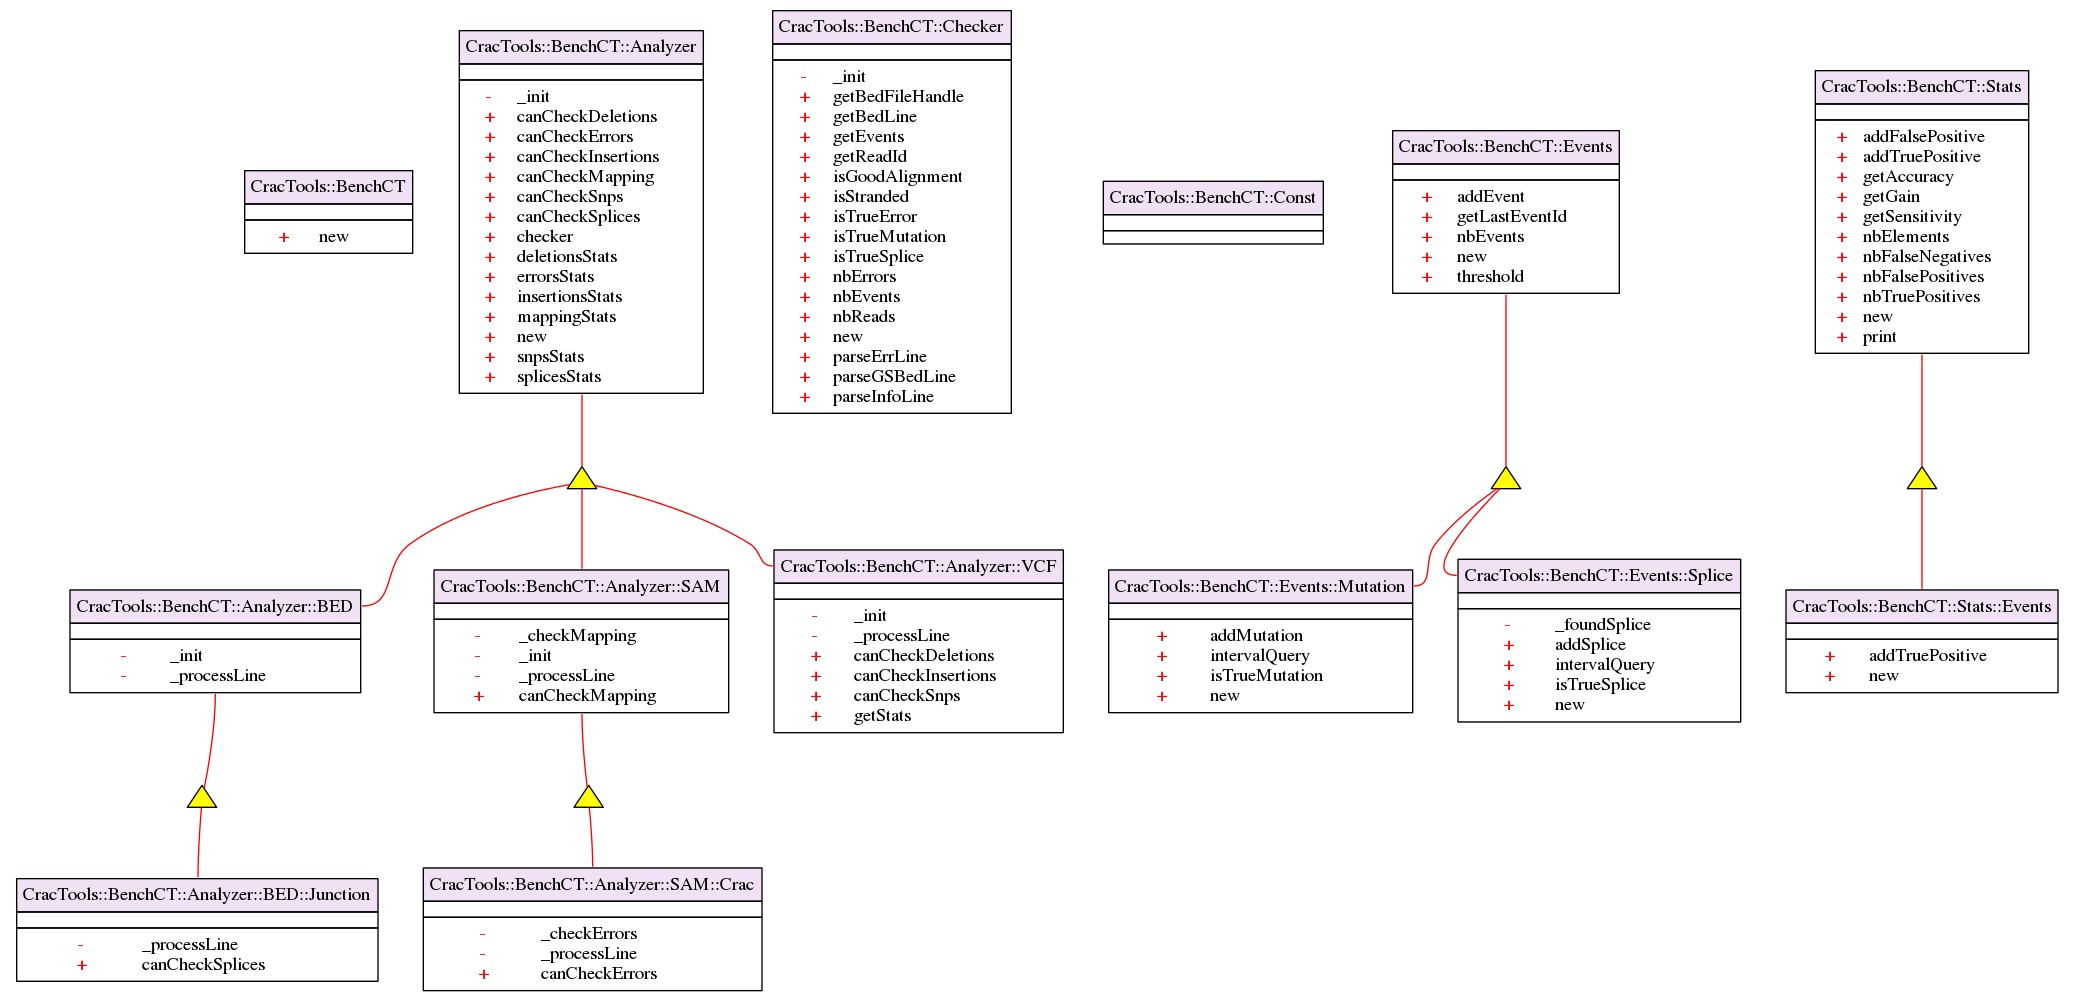 CracTools::BenchCT
+ new
CracTools::BenchCT::Analyzer
- _init
+ canCheckDeletions
+ canCheckErrors
+ canCheckInsertions
+ canCheckMapping
+ canCheckSnps
+ canCheckSplices
+ checker
+ deletionsStats
+ errorsStats
+ insertionsStats
+ mappingStats
+ new
+ snpsStats
+ splicesStats
CracTools::BenchCT::Checker
- _init
+ getBedFileHandle
+ getBedLine
+ getEvents
+ getReadId
+ isGoodAlignment
+ isStranded
+ isTrueError
+ isTrueMutation
+ isTrueSplice
+ nbErrors
+ nbEvents
+ nbReads
+ new
+ parseErrLine
+ parseGSBedLine
+ parseInfoLine
CracTools::BenchCT::Const
CracTools::BenchCT::Events
+ addEvent
+ getLastEventId
+ nbEvents
+ new
+ threshold
CracTools::BenchCT::Stats
+ addFalsePositive
+ addTruePositive
+ getAccuracy
+ getGain
+ getSensitivity
+ nbElements
+ nbFalseNegatives
+ nbFalsePositives
+ nbTruePositives
+ new
+ print
CracTools::BenchCT::Analyzer::BED
- _init
- _processLine
CracTools::BenchCT::Analyzer::SAM
- _checkMapping
- _init
- _processLine
+ canCheckMapping
CracTools::BenchCT::Analyzer::VCF
- _init
- _processLine
+ canCheckDeletions
+ canCheckInsertions
+ canCheckSnps
+ getStats
CracTools::BenchCT::Events::Mutation
+ addMutation
+ intervalQuery
+ isTrueMutation
+ new
CracTools::BenchCT::Events::Splice
- _foundSplice
+ addSplice
+ intervalQuery
+ isTrueSplice
+ new
CracTools::BenchCT::Stats::Events
+ addTruePositive
+ new
CracTools::BenchCT::Analyzer::BED::Junction
- _processLine
+ canCheckSplices
CracTools::BenchCT::Analyzer::SAM::Crac
- _checkErrors
- _processLine
+ canCheckErrors